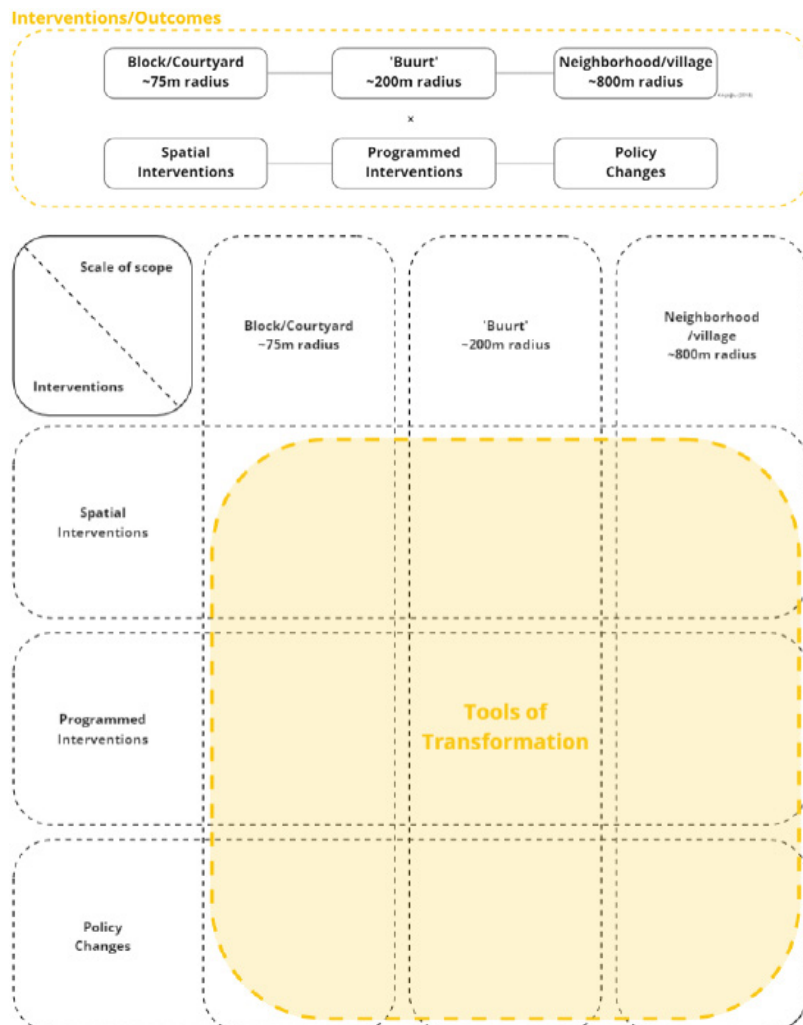 Interventions/Outcomes
Block/Courtyard
~75m radius
'Buurt'
~200m radius
Neighborhood/village
~800m radius
(2018)
×
Spatial
Interventions
Programmed
Interventions
Policy
Changes
Scale of scope
Interventions
Block/Courtyard
~75m radius
'Buurt'
~200m radius
Neighborhood
/village
~800m radius
Spatial
Interventions
Programmed
Interventions
Tools of
Transformation
Policy
Changes